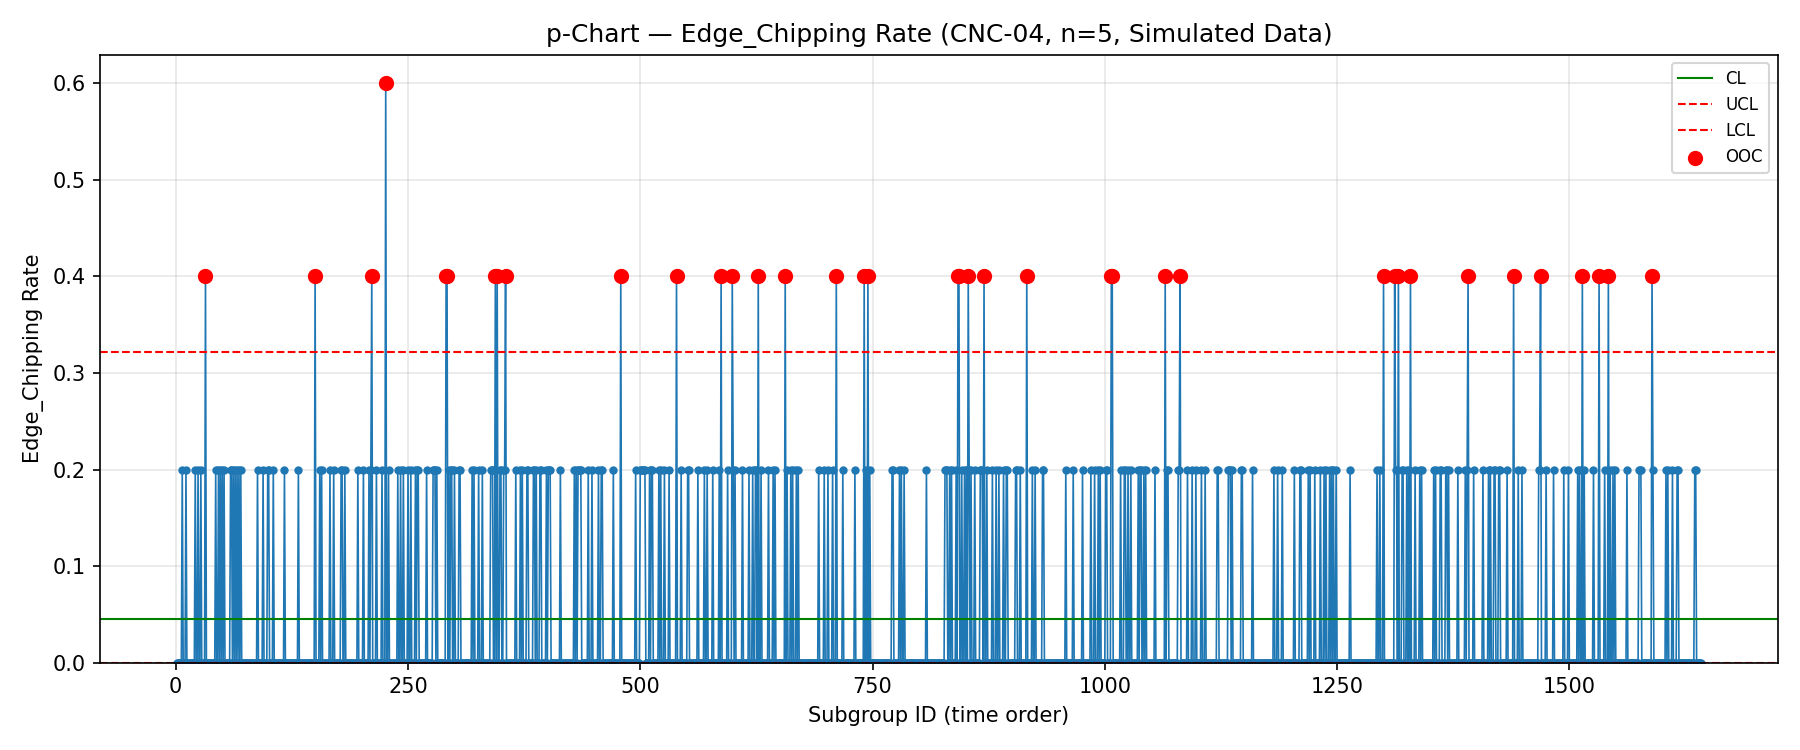 p-Chart — Edge_Chipping Rate (CNC-04, n=5, Simulated Data)
CL
UCL
LCL
OOC
Edge_Chipping Rate
0.6
0.5
0.4
0.3
0.2
0.1
0.0
0 250 500 750 1000 1250 1500
Subgroup ID (time order)